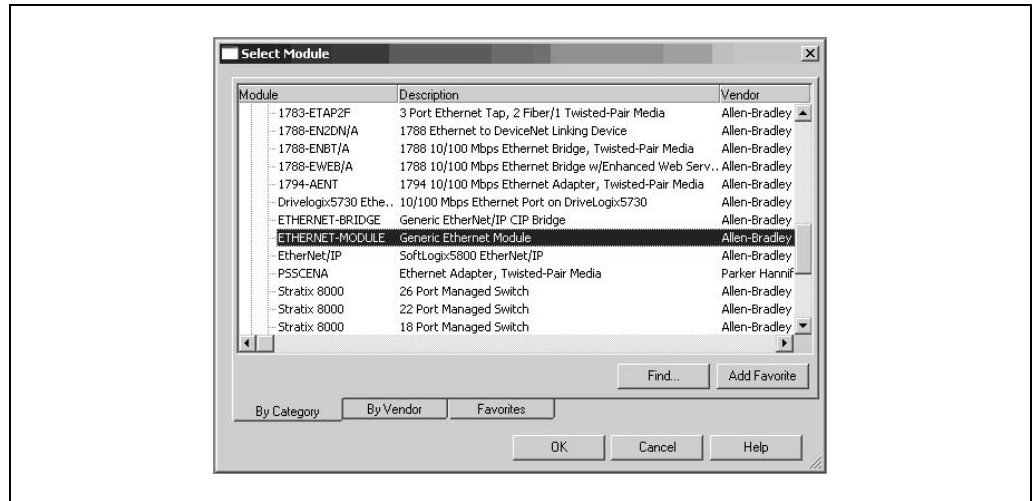 Select Module
Module Description Vendor
1783-ETAP2F 3 Port Ethernet Tap, 2 Fiber/1 Twisted-Pair Media Allen-Bradley
1788-EN2DN/A 1788 Ethernet to DeviceNet Linking Device Allen-Bradley
1788-ENBT/A 1788 10/100 Mbps Ethernet Bridge, Twisted-Pair Media Allen-Bradley
1788-EWEB/A 1788 10/100 Mbps Ethernet Bridge w/Enhanced Web Serv.. Allen-Bradley
1794-AENT 1794 10/100 Mbps Ethernet Adapter, Twisted-Pair Media Allen-Bradley
Drivelogix5730 Ethe.. 10/100 Mbps Ethernet Port on DriveLogix5730 Allen-Bradley
ETHERNET-BRIDGE Generic EtherNet/IP CIP Bridge Allen-Bradley
ETHERNET-MODULE Generic Ethernet Module Allen-Bradley
EtherNet/IP SoftLogix5800 EtherNet/IP Allen-Bradley
PSSCENA Ethernet Adapter, Twisted-Pair Media Parker Hannif
Stratix 8000 26 Port Managed Switch Allen-Bradley
Stratix 8000 22 Port Managed Switch Allen-Bradley
Stratix 8000 18 Port Managed Switch Allen-Bradley
Find... Add Favorite
By Category By Vendor Favorites
OK Cancel Help